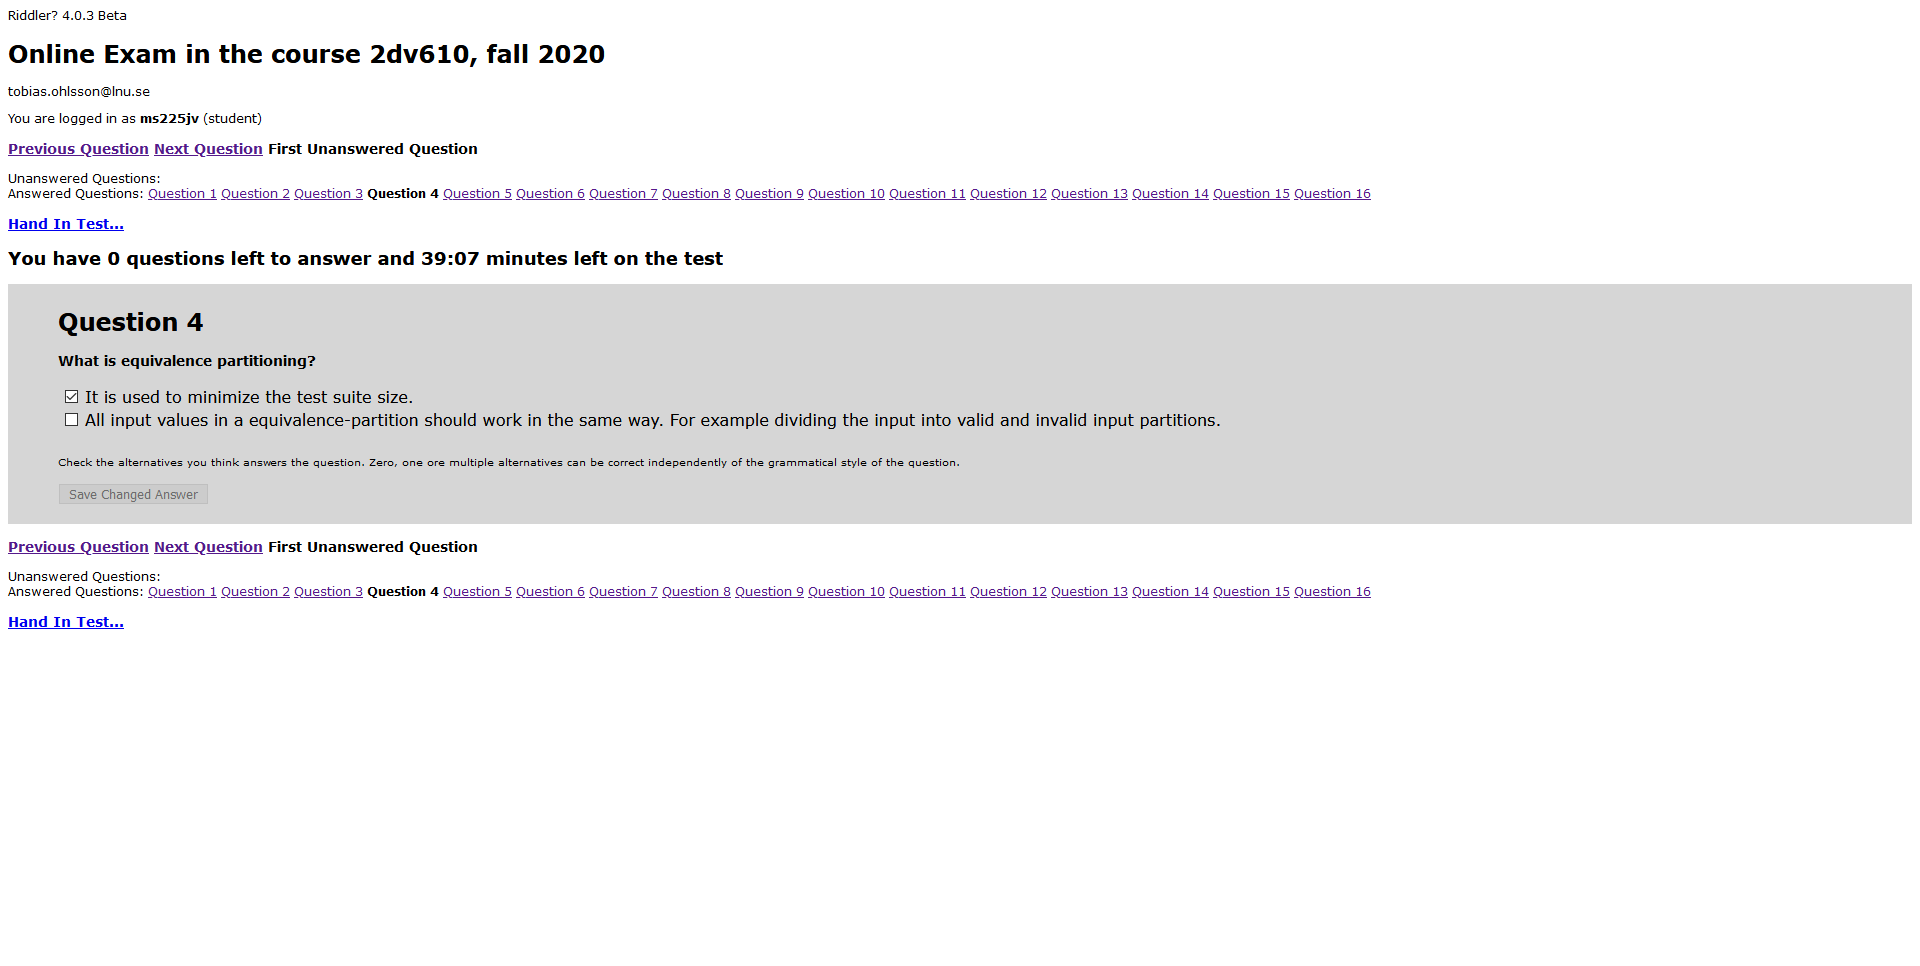 Riddler? 4.0.3 Beta
Online Exam in the course 2dv610, fall 2020
tobias.ohlsson@lnu.se
You are logged in as ms225jv (student)
Previous Question Next Question First Unanswered Question
Unanswered Questions:
Answered Questions: Question 1 Question 2 Question 3 Question 4 Question 5 Question 6 Question 7 Question 8 Question 9 Question 10 Question 11 Question 12 Question 13 Question 14 Question 15 Question 16
Hand In Test...
You have 0 questions left to answer and 39:07 minutes left on the test
Question 4
What is equivalence partitioning?
It is used to minimize the test suite size.
All input values in a equivalence-partition should work in the same way. For example dividing the input into valid and invalid input partitions.
Check the alternatives you think answers the question. Zero, one ore multiple alternatives can be correct independently of the grammatical style of the question.
Save Changed Answer
Previous Question Next Question First Unanswered Question
Unanswered Questions:
Answered Questions: Question 1 Question 2 Question 3 Question 4 Question 5 Question 6 Question 7 Question 8 Question 9 Question 10 Question 11 Question 12 Question 13 Question 14 Question 15 Question 16
Hand In Test...